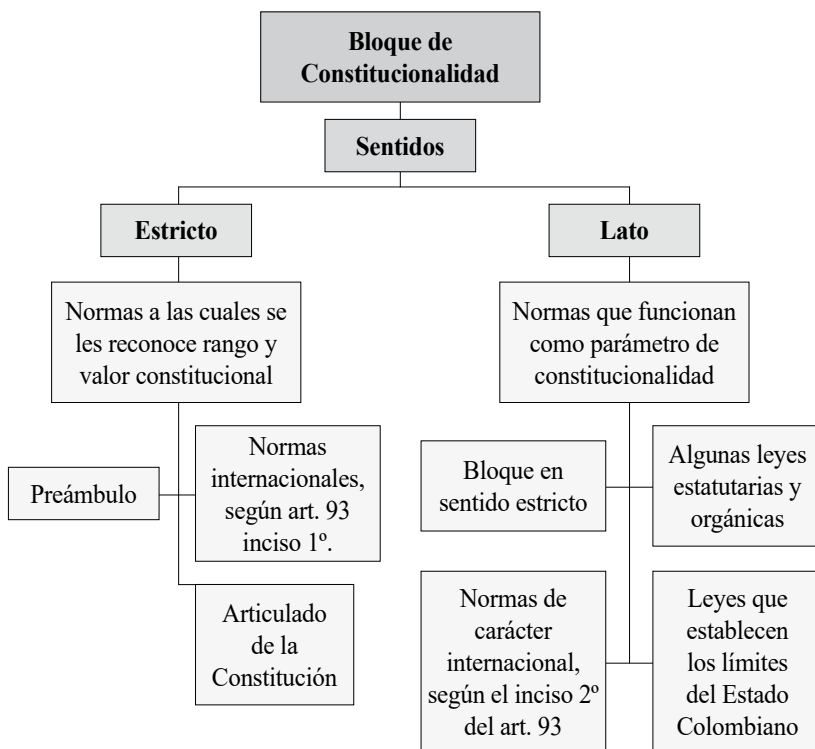 Bloque de
Constitucionalidad
Sentidos
Estricto
Lato
Normas a las cuales se
les reconoce rango y
valor constitucional
Normas que funcionan
como parámetro de
constitucionalidad
Preámbulo
Normas
internacionales,
según art. 93
inciso 1º.
Articulado
de la
Constitución
Bloque en
sentido estricto
Algunas leyes
estatutarias y
orgánicas
Normas de
carácter
internacional,
según el inciso 2º
del art. 93
Leyes que
establecen
los límites
del Estado
Colombiano